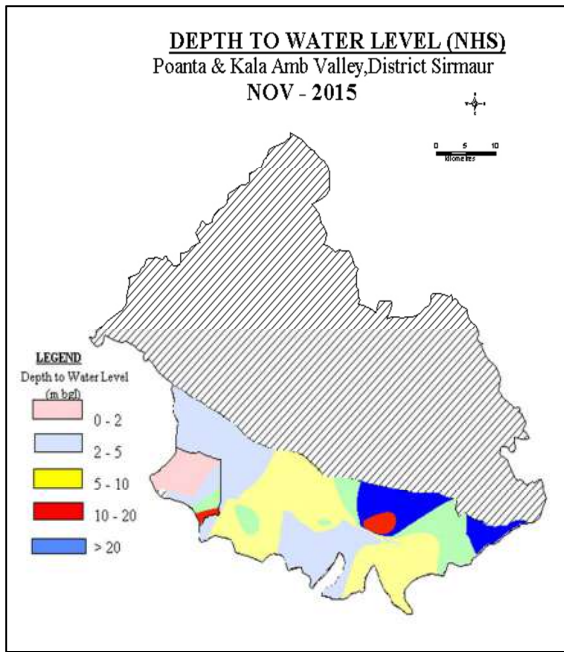 DEPTH TO WATER LEVEL (NHS)
Poanta & Kala Amb Valley,District Sirmaur
NOV - 2015
0 5 10
kilometres
LEGEND
Depth to Water Level
(m bgl)
0 - 2
2 - 5
5 - 10
10 - 20
> 20